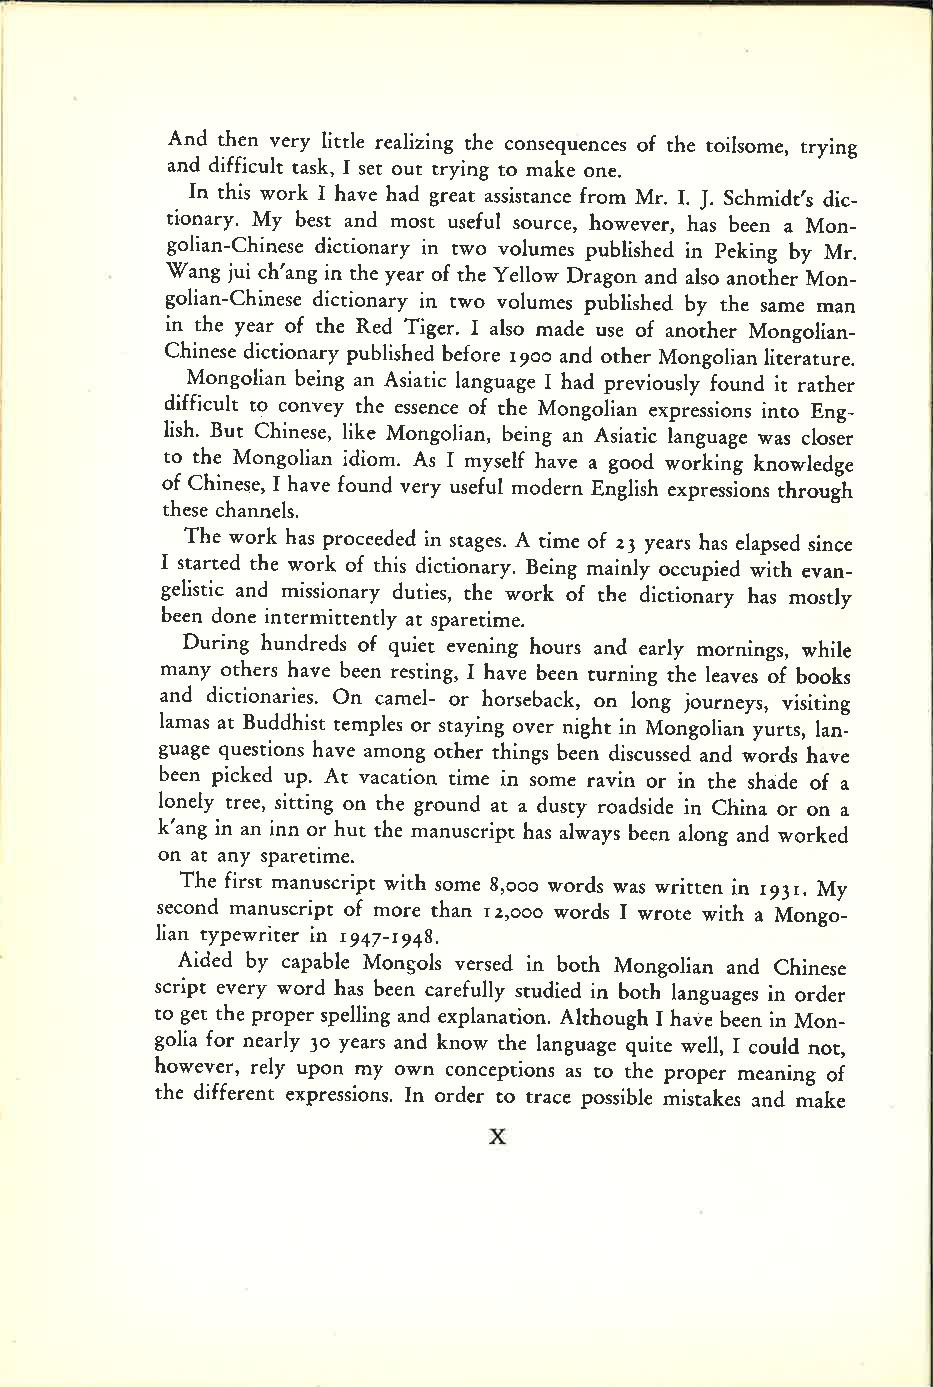 And then very little realizing the consequences of the toilsome, trying
and difficult task, I set out trying to make one.
In this work I have had great assistance from Mr. I. J. Schmidt's dic-
tionary. My best and most useful source, however, has been a Mon-
golian-Chinese dictionary in two volumes published in Peking by Mr.
Wang jui ch'ang in the year of the Yellow Dragon and also another Mon-
golian-Chinese dictionary in two volumes published by the same man
in the year of the Red Tiger. I also made use of another Mongolian-
Chinese dictionary published before 1900 and other Mongolian literature.
Mongolian being an Asiatic language I had previously found it rather
difficult to convey the essence of the Mongolian expressions into Eng-
lish. But Chinese, like Mongolian, being an Asiatic language was closer
to the Mongolian idiom. As I myself have a good working knowledge
of Chinese, I have found very useful modern English expressions through
these channels.
The work has proceeded in stages. A time of 23 years has elapsed since
I started the work of this dictionary. Being mainly occupied with evan-
gelistic and missionary duties, the work of the dictionary has mostly
been done intermittently at sparetime.
During hundreds of quiet evening hours and early mornings, while
many others have been resting, I have been turning the leaves of books
and dictionaries. On camel- or horseback, on long journeys, visiting
lamas at Buddhist temples or staying over night in Mongolian yurts, lan-
guage questions have among other things been discussed and words have
been picked up. At vacation time in some ravin or in the shade of a
lonely tree, sitting on the ground at a dusty roadside in China or on a
k'ang in an inn or hut the manuscript has always been along and worked
on at any sparetime.
The first manuscript with some 8,000 words was written in 1931. My
second manuscript of more than 12,000 words I wrote with a Mongo-
lian typewriter in 1947-1948.
Aided by capable Mongols versed in both Mongolian and Chinese
script every word has been carefully studied in both languages in order
to get the proper spelling and explanation. Although I have been in Mon-
golia for nearly 30 years and know the language quite well, I could not,
however, rely upon my own conceptions as to the proper meaning of
the different expressions. In order to trace possible mistakes and make
X